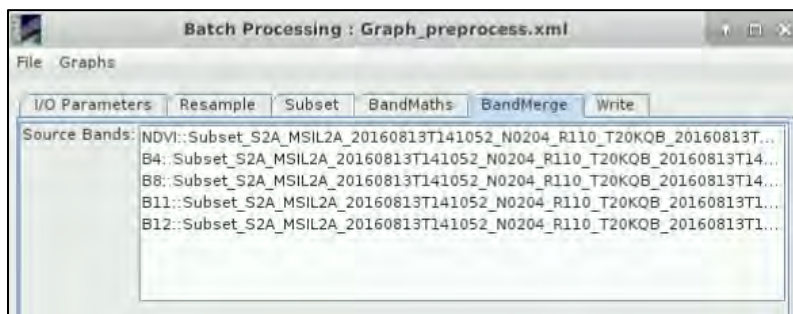 Batch Processing : Graph_preprocess.xml
File Graphs
I/O Parameters Resample Subset BandMaths BandMerge Write
Source Bands: NDVI::Subset_S2A_MSIL2A_20160813T141052_N0204_R110_T20KQB_20160813T...
B4::Subset_S2A_MSIL2A_20160813T141052_N0204_R110_T20KQB_20160813T14...
B8::Subset_S2A_MSIL2A_20160813T141052_N0204_R110_T20KQB_20160813T14...
B11::Subset_S2A_MSIL2A_20160813T141052_N0204_R110_T20KQB_20160813T1...
B12::Subset_S2A_MSIL2A_20160813T141052_N0204_R110_T20KQB_20160813T1...